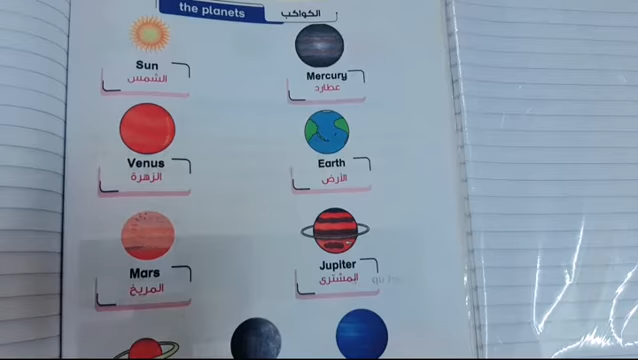 the planets
الكواكب
Sun
الشمس
Mercury
عطارد
Venus
الزهرة
Earth
الأرض
Mars
المريخ
Jupiter
المشتري